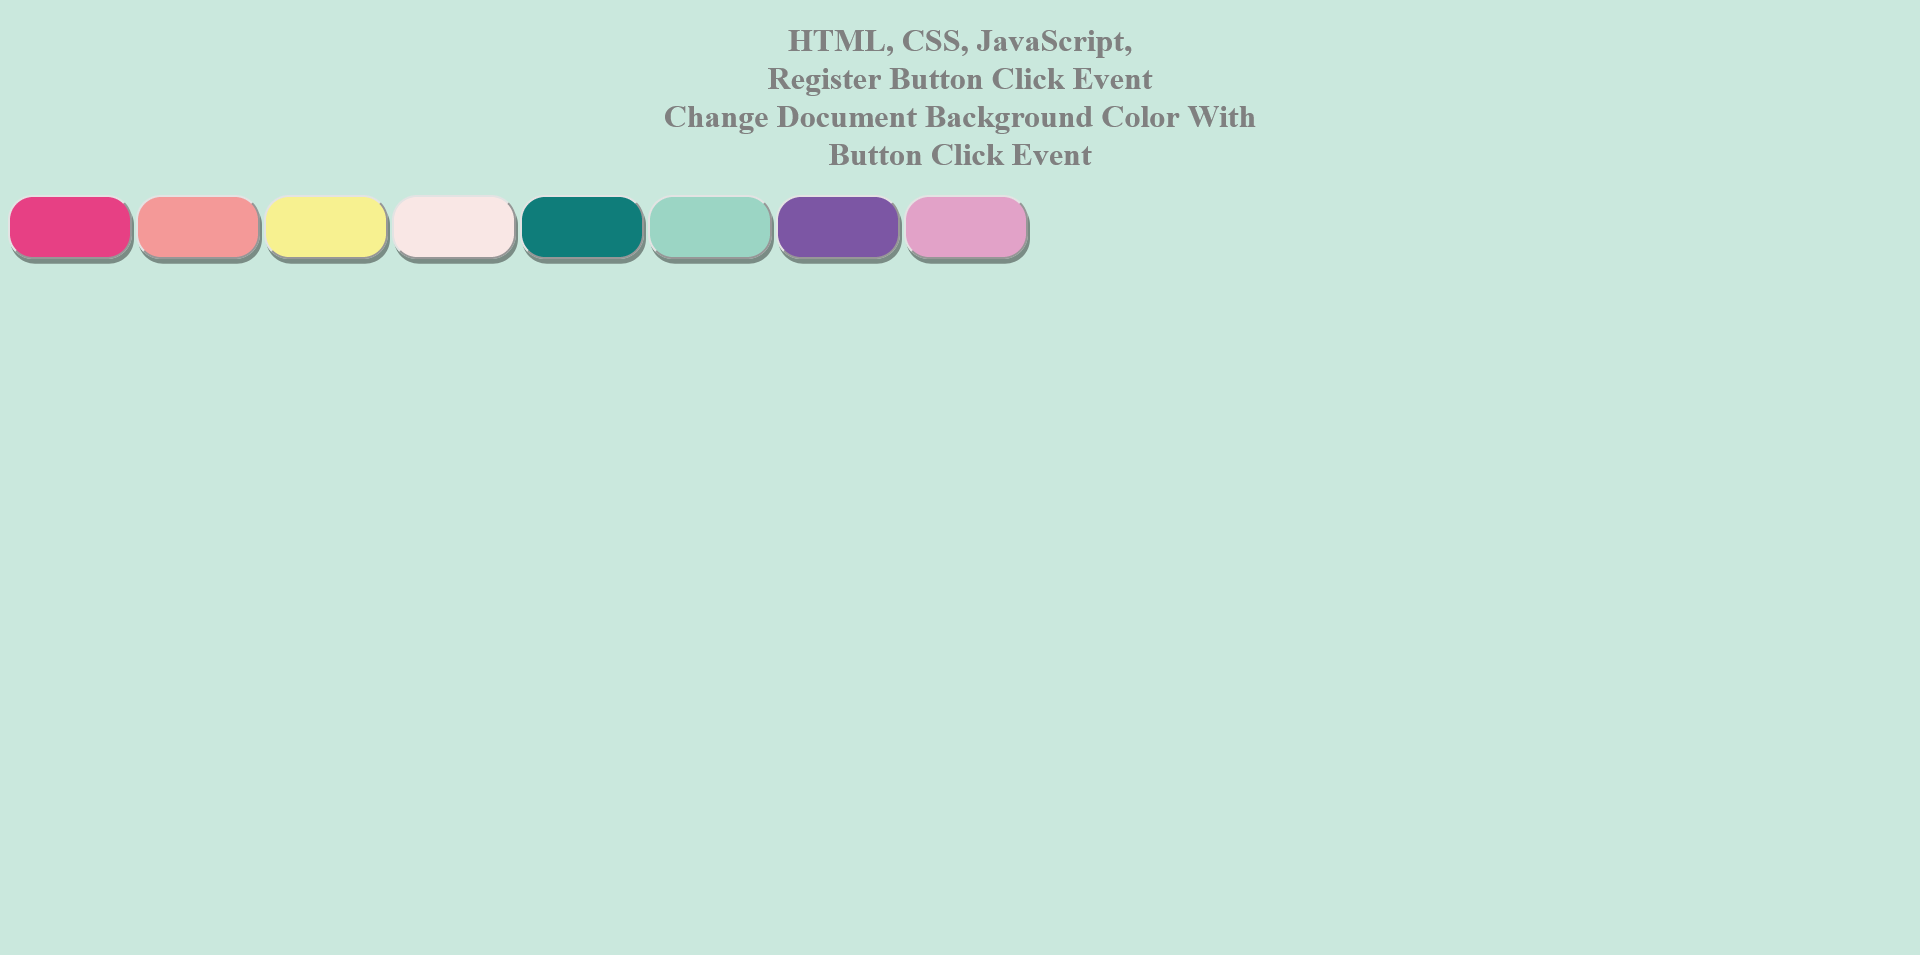 HTML, CSS, JavaScript,
Register Button Click Event
Change Document Background Color With
Button Click Event